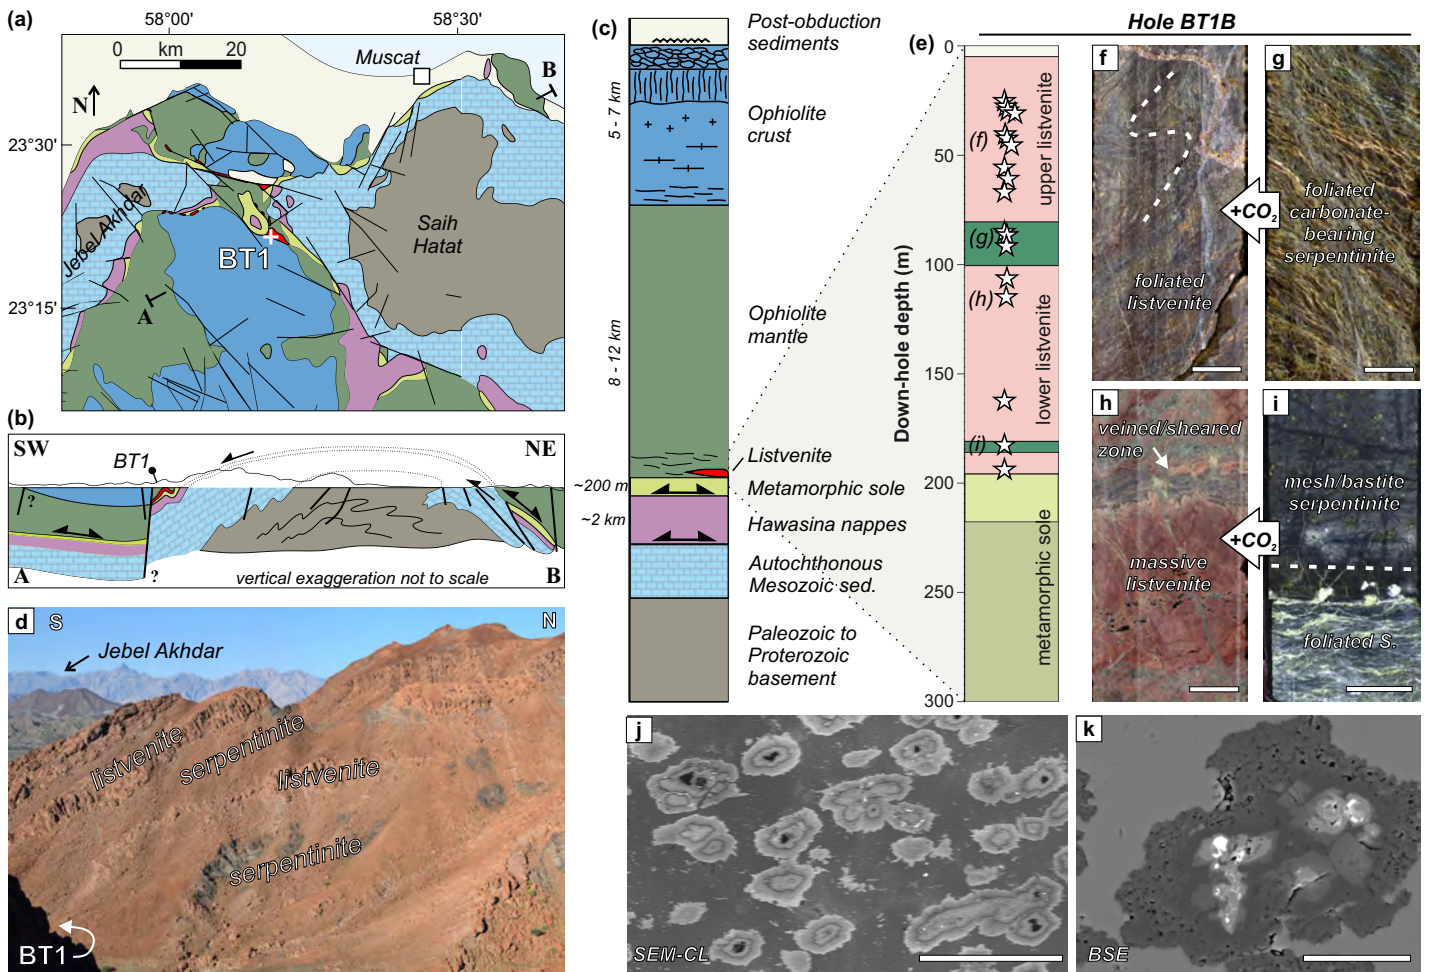 (a)
58°00'
58°30'
0 km 20
Muscat
B
N
23°30'
Jebel Akhdar
Saih
Hatat
BT1
23°15'
A
(b)
SW
NE
BT1
?
?
A
vertical exaggeration not to scale
B
(c)
Post-obduction
sediments
5 - 7 km
Ophiolite
crust
8 - 12 km
Ophiolite
mantle
Listvenite
~200 m
Metamorphic sole
~2 km
Hawasina nappes
Autochthonous
Mesozoic sed.
Paleozoic to
Proterozoic
basement
d
S
N
Jebel Akhdar
listvenite
serpentinite
listvenite
serpentinite
BT1
Hole BT1B
(e)
Down-hole depth (m)
0
50
100
150
200
250
300
(f)
(g)
(h)
(i)
upper listvenite
lower listvenite
metamorphic sole
f
foliated
listvenite
+CO2
g
foliated
carbonate-
bearing
serpentinite
h
veined/sheared
zone
massive
listvenite
+CO2
i
mesh/bastite
serpentinite
foliated S.
j
SEM-CL
k
BSE